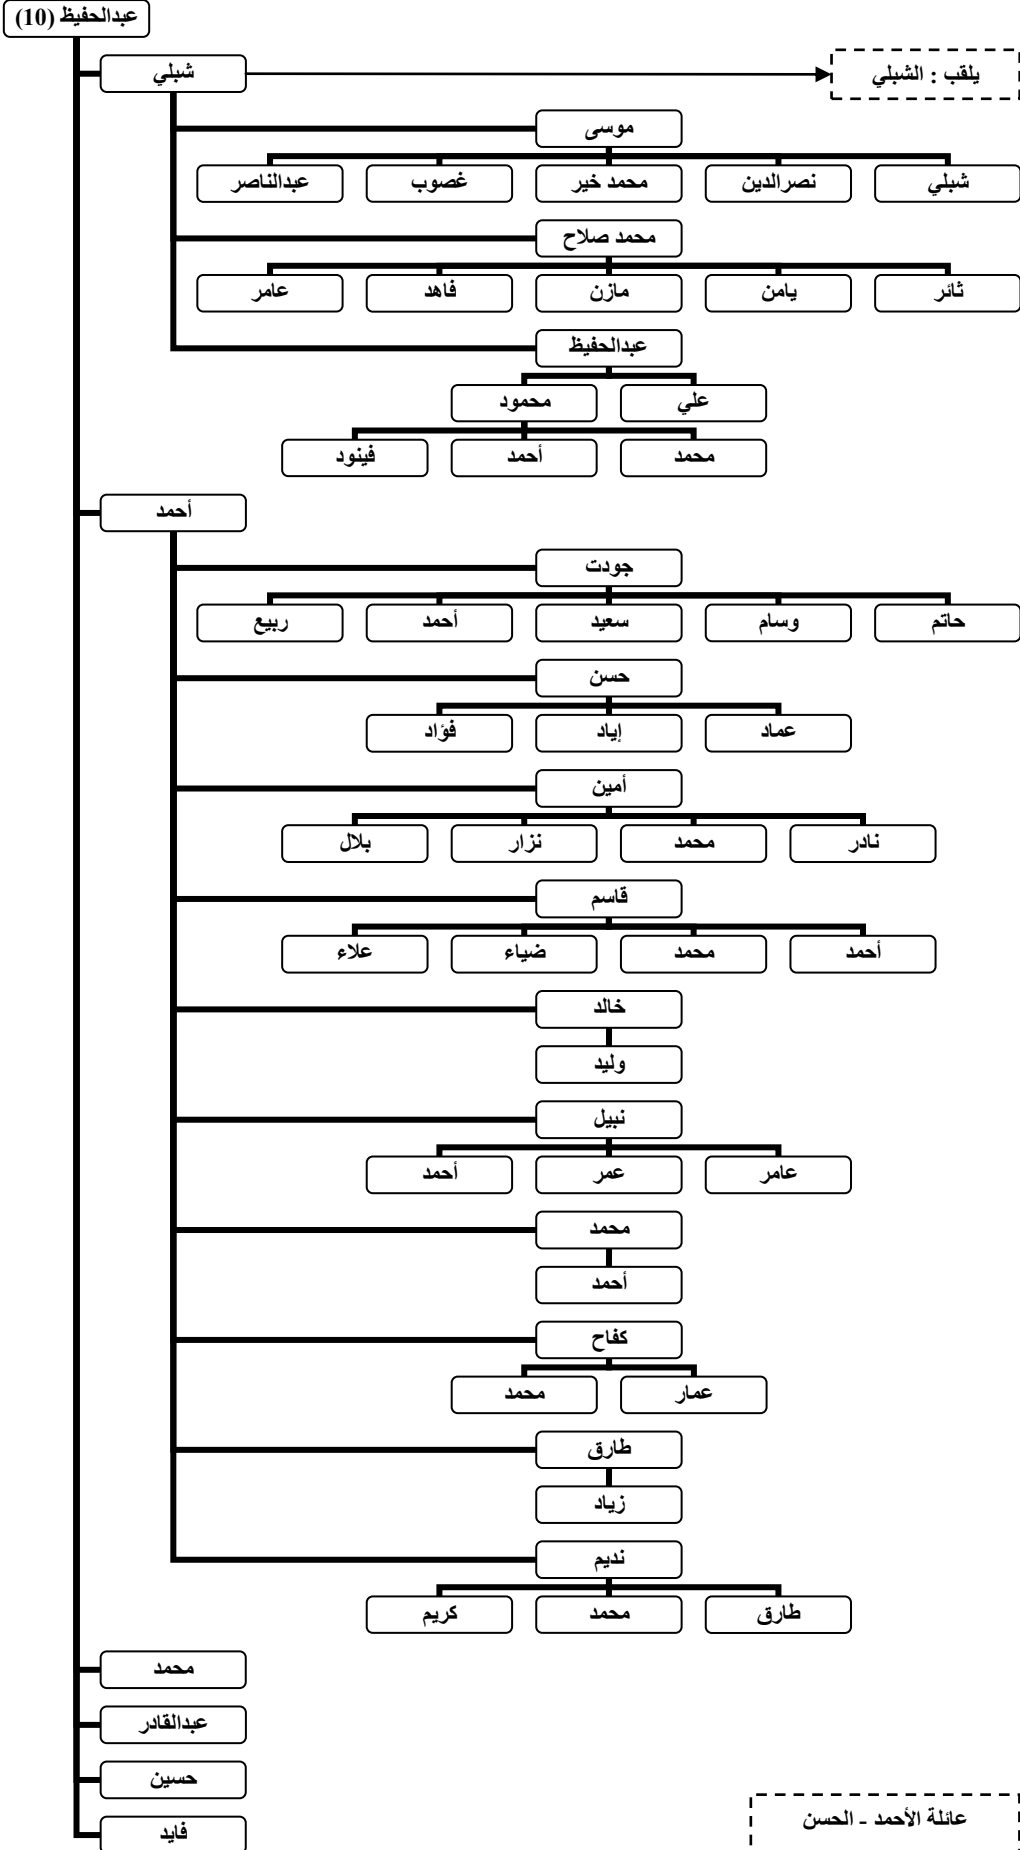 عبدالحفيظ (10)
شبلي
يلقب : الشبلي
موسى
شبلي
نصرالدين
محمد خير
غصوب
عبدالناصر
محمد صلاح
ثائر
يامن
مازن
فاهد
عامر
عبدالحفيظ
علي
محمود
محمد
أحمد
فينود
أحمد
جودت
حاتم
وسام
سعيد
أحمد
ربيع
حسن
عماد
إياد
فؤاد
أمين
نادر
محمد
نزار
بلال
قاسم
أحمد
محمد
ضياء
علاء
خالد
وليد
نبيل
عامر
عمر
أحمد
محمد
أحمد
كفاح
عمار
محمد
طارق
زياد
نديم
طارق
محمد
كريم
محمد
عبدالقادر
حسين
فايد
عائلة الأحمد - الحسن